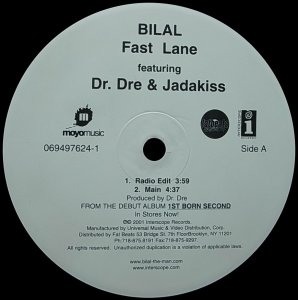 BILAL
Fast Lane
featuring
Dr. Dre & Jadakiss
m
moyomusic
i
069497624-1
Side A
1. Radio Edit 3:59
2. Main 4:37
Produced by Dr. Dre
FROM THE DEBUT ALBUM 1ST BORN SECOND
In Stores Now!
℗© 2001 Interscope Records.
Manufactured by Universal Music & Video Distribution, Corp.
Distributed by Fat Beats 53 Bridge St. 7th FloorBrooklyn, NY 11201
Ph:718-875.8191 Fax:718-875-9297
All rights reserved. Unauthorized duplication is a violation of applicable laws.
www.bilal-the-man.com
www.interscope.com